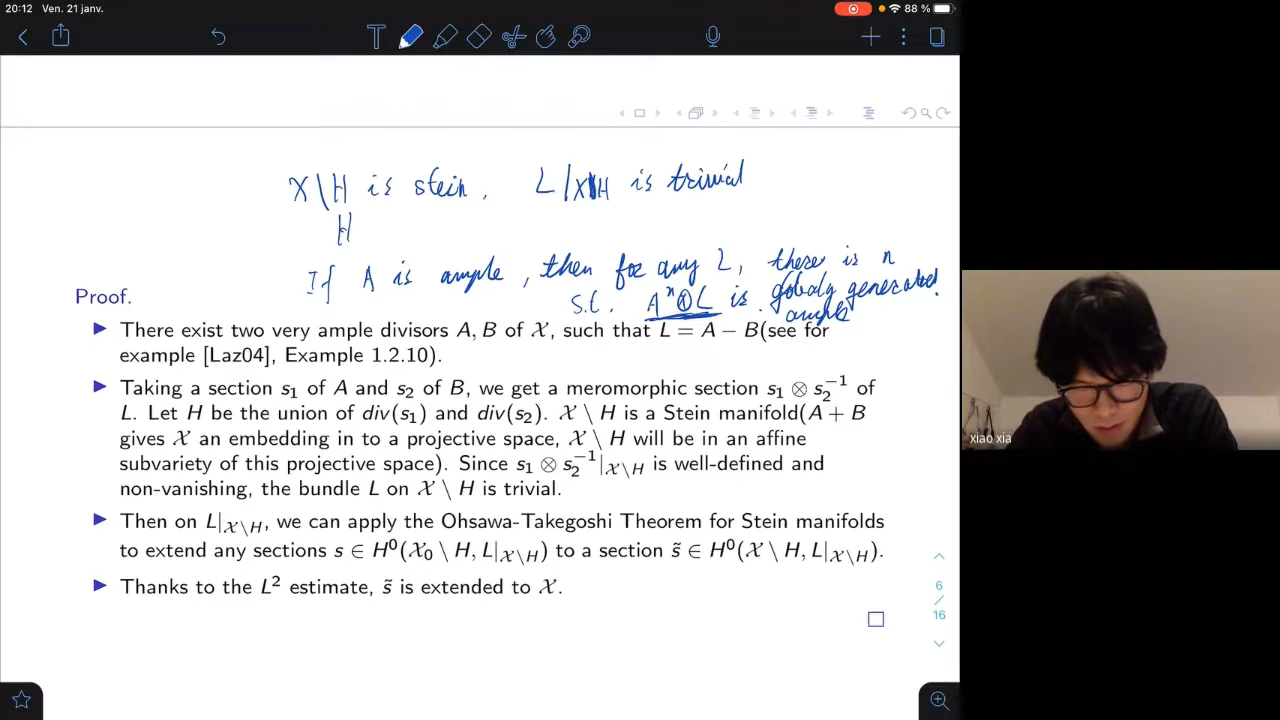 20:12 Ven. 21 janv.
88 %
X\H is stein, L|X\H is trivial
H
If A is ample, then for any L, there is n
s.t. Aⁿ⊗L is globaly generated.
ample
Proof.
There exist two very ample divisors A, B of 𝒳, such that L = A − B(see for
example [Laz04], Example 1.2.10).
Taking a section s₁ of A and s₂ of B, we get a meromorphic section s₁ ⊗ s₂⁻¹ of
L. Let H be the union of div(s₁) and div(s₂). 𝒳 \ H is a Stein manifold(A + B
gives 𝒳 an embedding in to a projective space, 𝒳 \ H will be in an affine
subvariety of this projective space). Since s₁ ⊗ s₂⁻¹|𝒳\H is well-defined and
non-vanishing, the bundle L on 𝒳 \ H is trivial.
Then on L|𝒳\H, we can apply the Ohsawa-Takegoshi Theorem for Stein manifolds
to extend any sections s ∈ H⁰(𝒳₀ \ H, L|𝒳\H) to a section s̃ ∈ H⁰(𝒳 \ H, L|𝒳\H).
Thanks to the L² estimate, s̃ is extended to 𝒳.
6
/
16
xiao xia